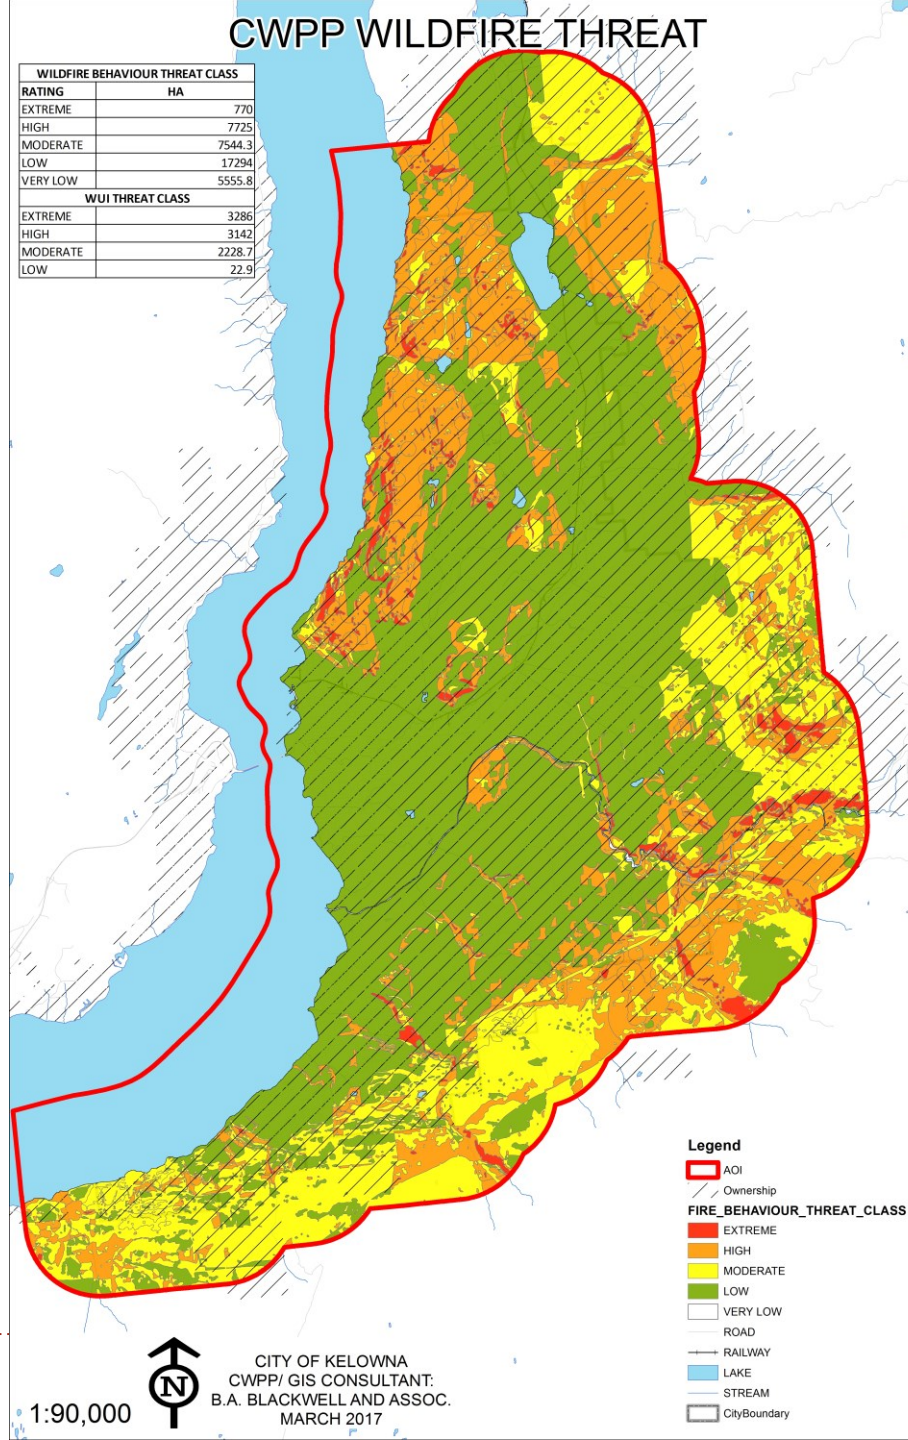 CWPP WILDFIRE THREAT
WILDFIRE BEHAVIOUR THREAT CLASS
RATING HA
EXTREME 770
HIGH 7725
MODERATE 7544.3
LOW 17294
VERY LOW 5555.8
WUI THREAT CLASS
EXTREME 3286
HIGH 3142
MODERATE 2228.7
LOW 22.9
Legend
AOI
Ownership
FIRE_BEHAVIOUR_THREAT_CLASS
EXTREME
HIGH
MODERATE
LOW
VERY LOW
ROAD
RAILWAY
LAKE
STREAM
CityBoundary
1:90,000
N
CITY OF KELOWNA
CWPP/ GIS CONSULTANT:
B.A. BLACKWELL AND ASSOC.
MARCH 2017